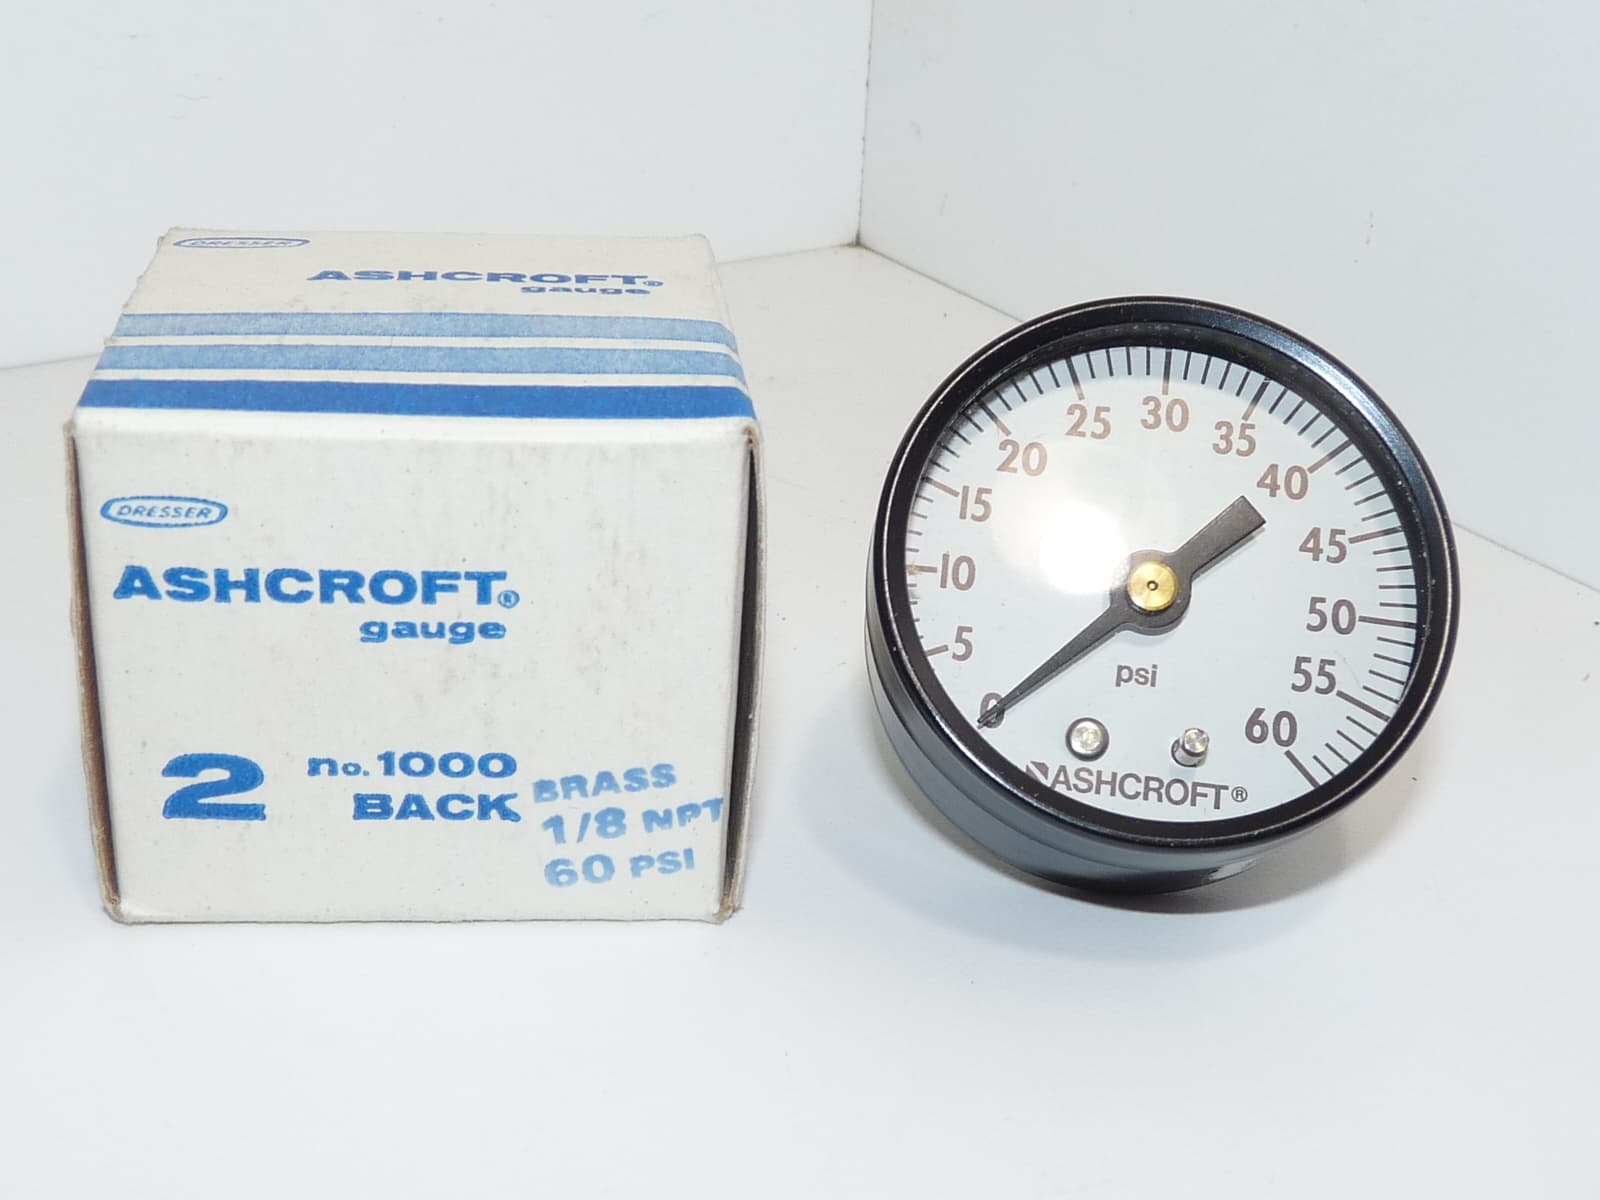 DRESSER
ASHCROFT®
gauge
DRESSER
ASHCROFT®
gauge
2
no. 1000
BACK
BRASS
1/8 NPT
60 PSI
0
5
10
15
20
25
30
35
40
45
50
55
60
psi
ASHCROFT®